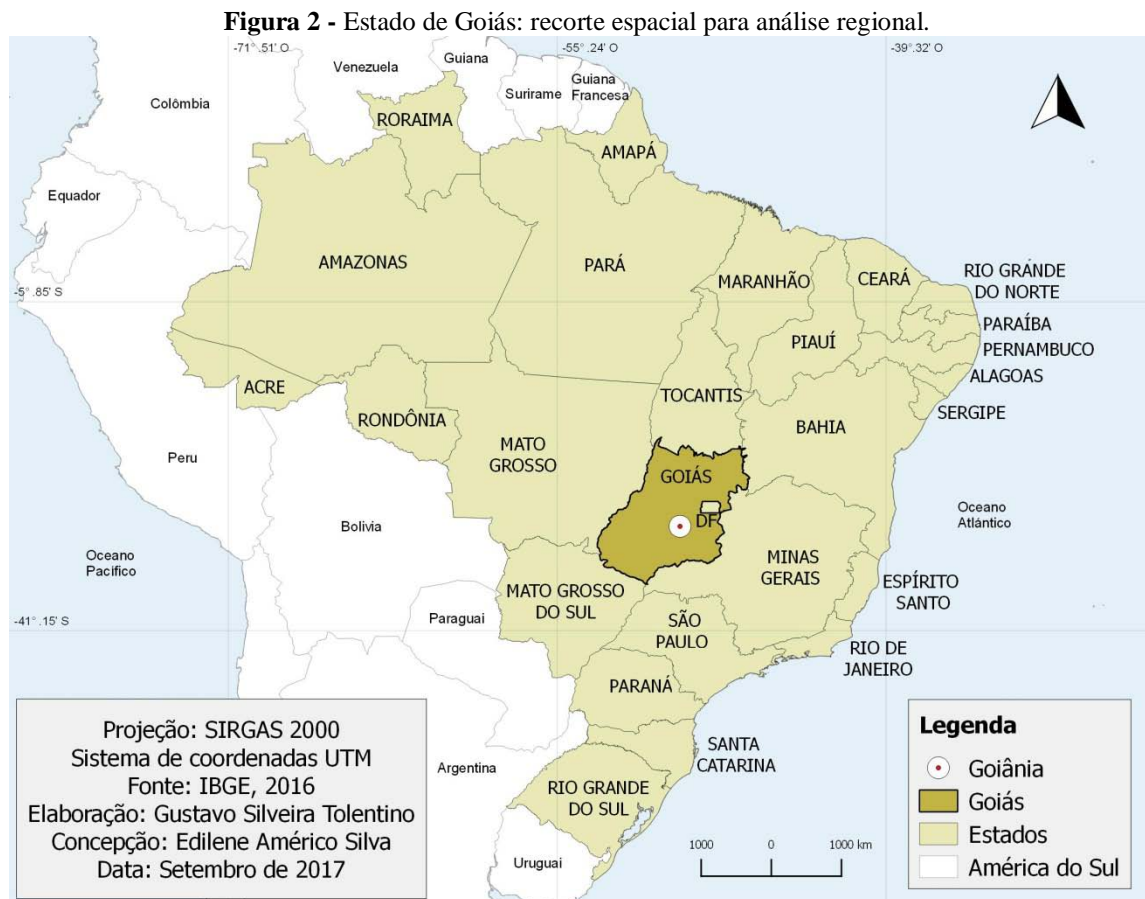 Figura 2 - Estado de Goiás: recorte espacial para análise regional.
-71°.51' O
-55°.24' O
-39°.32' O
Venezuela
Guiana
Surirame
Guiana
Francesa
Colômbia
RORAIMA
AMAPÁ
Equador
AMAZONAS
PARÁ
MARANHÃO
CEARÁ
RIO GRANDE
DO NORTE
-5°.85' S
PARAÍBA
PIAUÍ
PERNAMBUCO
ALAGOAS
ACRE
TOCANTIS
SERGIPE
RONDÔNIA
BAHIA
MATO
GROSSO
Peru
GOIÁS
Bolivia
DF
Oceano
Atlântico
Oceano
Pacífico
MINAS
GERAIS
ESPÍRITO
SANTO
MATO GROSSO
DO SUL
Paraguai
-41°.15' S
SÃO
PAULO
RIO DE
JANEIRO
PARANÁ
SANTA
CATARINA
Argentina
RIO GRANDE
DO SUL
Uruguai
1000 0 1000 km
Projeção: SIRGAS 2000
Sistema de coordenadas UTM
Fonte: IBGE, 2016
Elaboração: Gustavo Silveira Tolentino
Concepção: Edilene Américo Silva
Data: Setembro de 2017
Legenda
Goiânia
Goiás
Estados
América do Sul